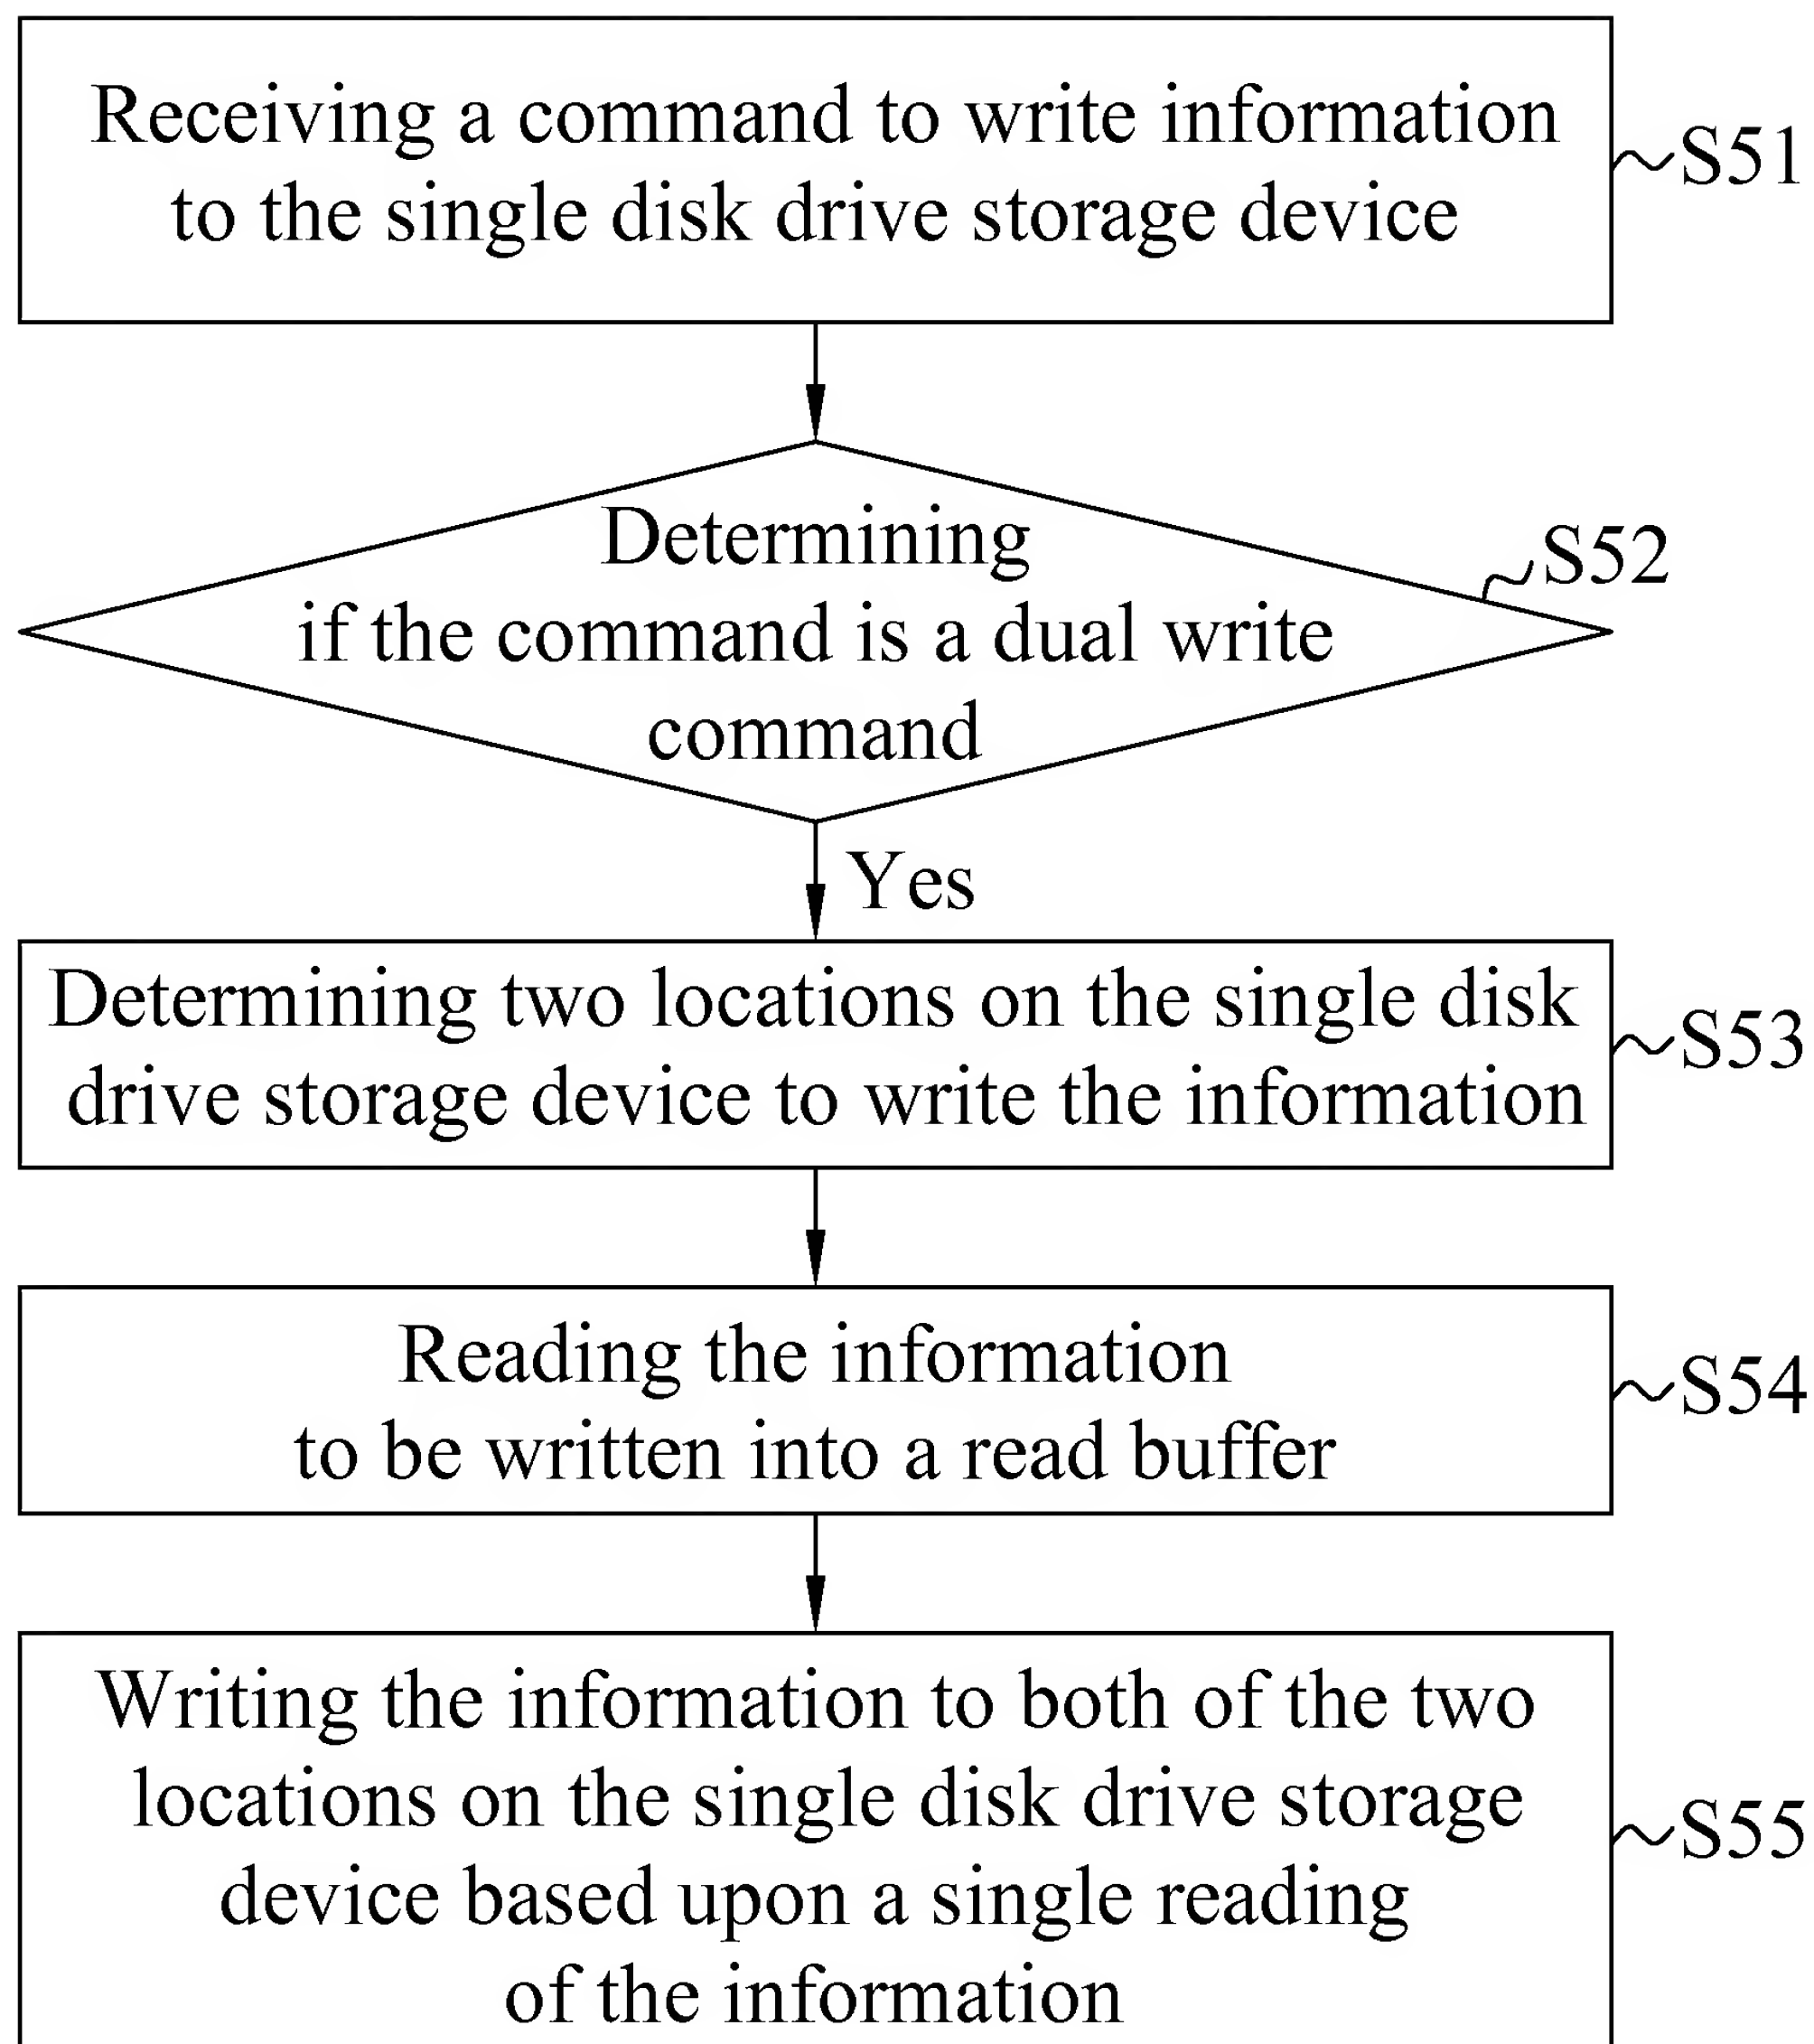 Receiving a command to write information
to the single disk drive storage device
S51
Determining
if the command is a dual write
command
S52
Yes
Determining two locations on the single disk
drive storage device to write the information
S53
Reading the information
to be written into a read buffer
S54
Writing the information to both of the two
locations on the single disk drive storage
device based upon a single reading
of the information
S55